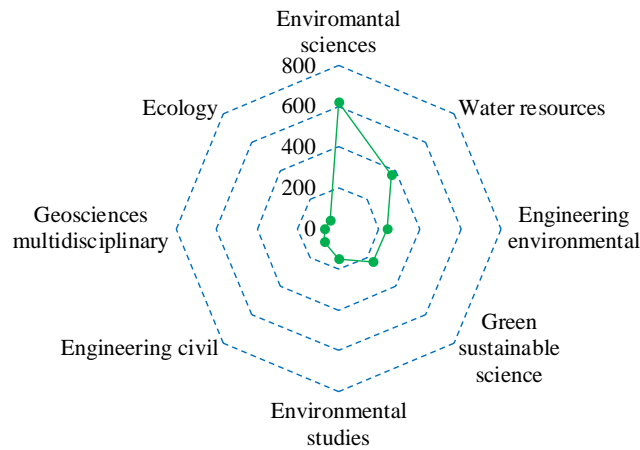 Enviromantal
sciences
800
600
400
200
0
Water resources
Engineering
environmental
Green
sustainable
science
Environmental
studies
Engineering civil
Geosciences
multidisciplinary
Ecology